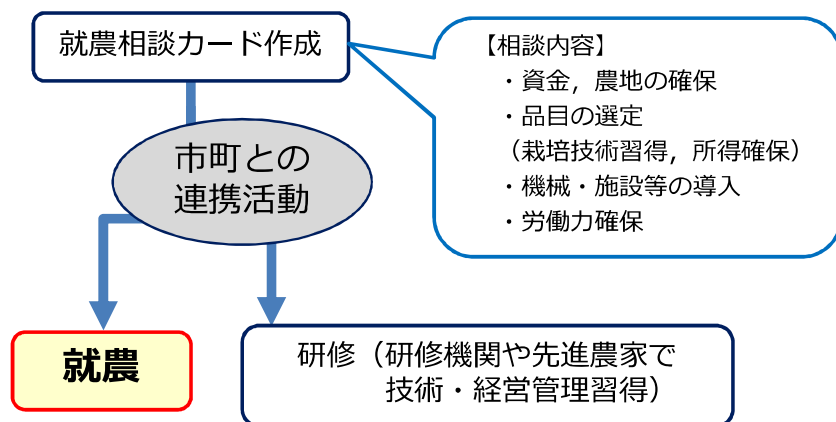 就農相談カード作成
【相談内容】
・資金，農地の確保
・品目の選定
（栽培技術習得，所得確保）
・機械・施設等の導入
・労働力確保
市町との
連携活動
就農
研修（研修機関や先進農家で
技術・経営管理習得）